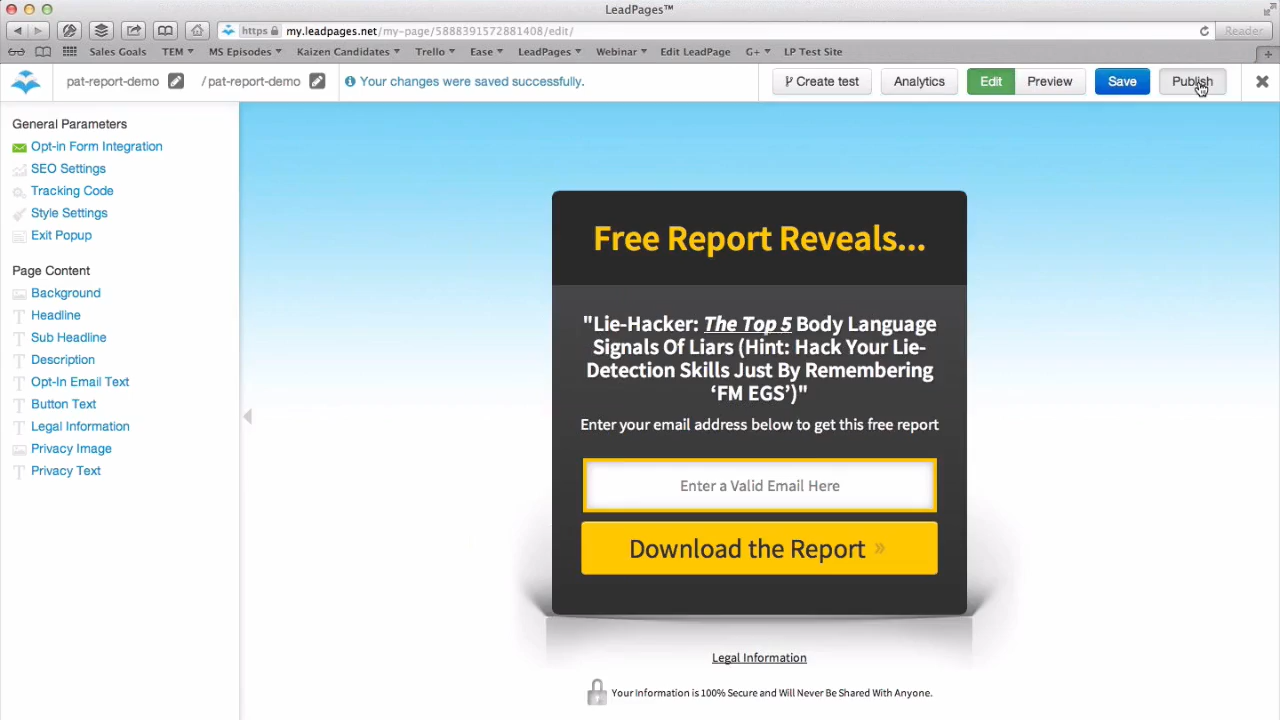 LeadPages™
https my.leadpages.net/my-page/5888391572881408/edit/ Reader
Sales Goals TEM MS Episodes Kaizen Candidates Trello Ease LeadPages Webinar Edit LeadPage G+ LP Test Site
pat-report-demo / pat-report-demo Your changes were saved successfully. Create test Analytics Edit Preview Save Publish
General Parameters
Opt-in Form Integration
SEO Settings
Tracking Code
Style Settings
Exit Popup
Page Content
Background
Headline
Sub Headline
Description
Opt-In Email Text
Button Text
Legal Information
Privacy Image
Privacy Text
Free Report Reveals...
"Lie-Hacker: The Top 5 Body Language
Signals Of Liars (Hint: Hack Your Lie-
Detection Skills Just By Remembering
‘FM EGS’)"
Enter your email address below to get this free report
Enter a Valid Email Here
Download the Report »
Legal Information
Your Information is 100% Secure and Will Never Be Shared With Anyone.